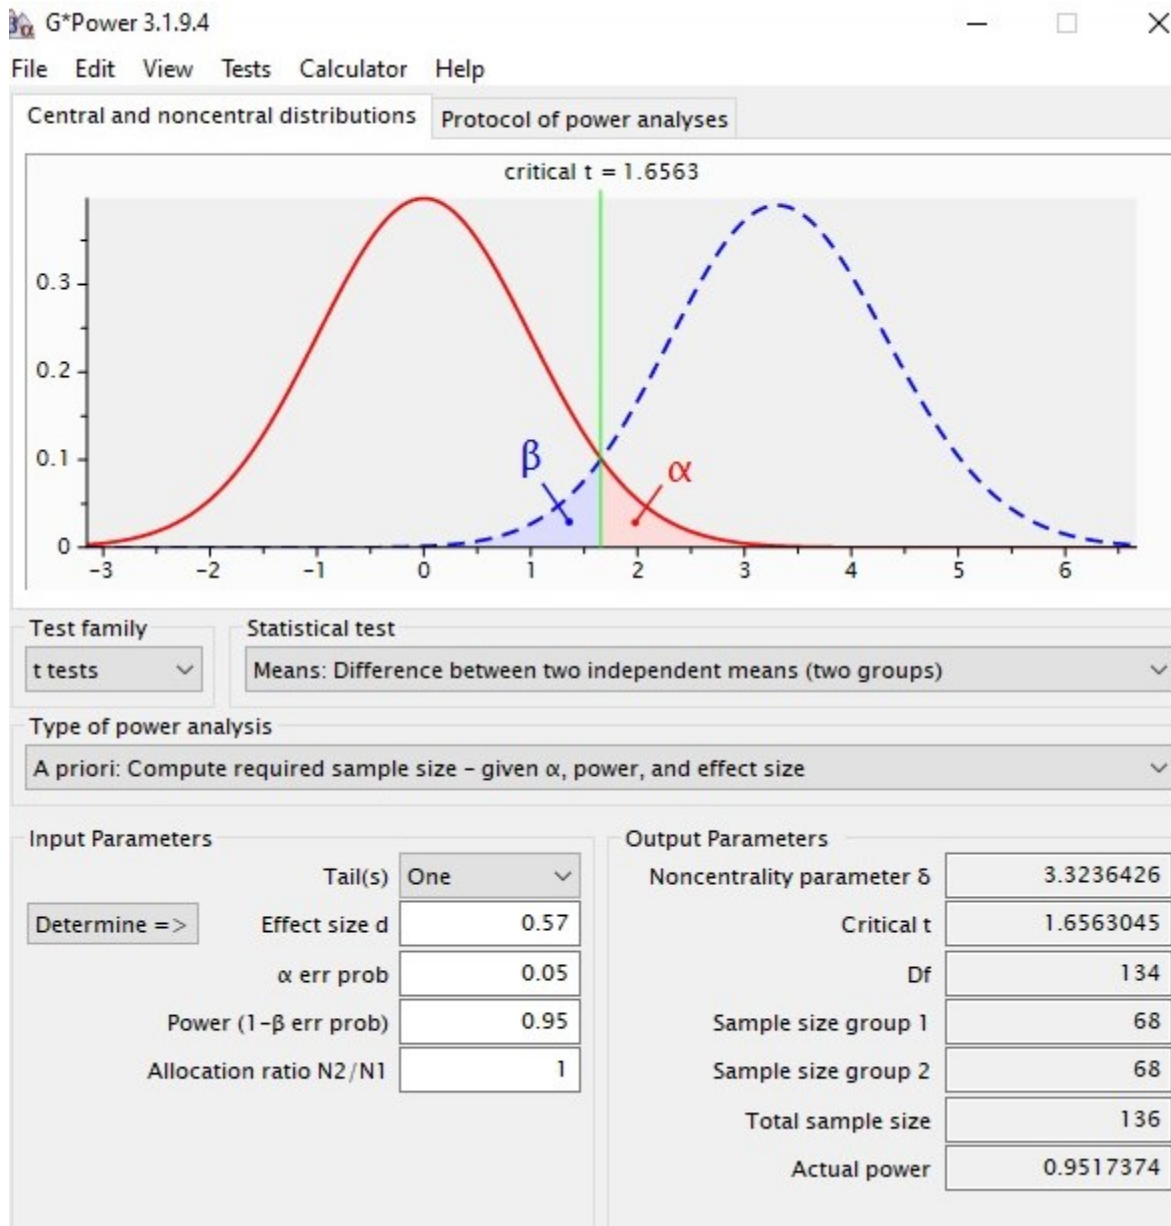 G*Power 3.1.9.4
File Edit View Tests Calculator Help
Central and noncentral distributions Protocol of power analyses
critical t = 1.6563
0.3
0.2
0.1
0
β
α
-3 -2 -1 0 1 2 3 4 5 6
Test family Statistical test
t tests Means: Difference between two independent means (two groups)
Type of power analysis
A priori: Compute required sample size – given α, power, and effect size
Input Parameters Output Parameters
Tail(s) One Noncentrality parameter δ 3.3236426
Determine => Effect size d 0.57 Critical t 1.6563045
α err prob 0.05 Df 134
Power (1-β err prob) 0.95 Sample size group 1 68
Allocation ratio N2/N1 1 Sample size group 2 68
Total sample size 136
Actual power 0.9517374